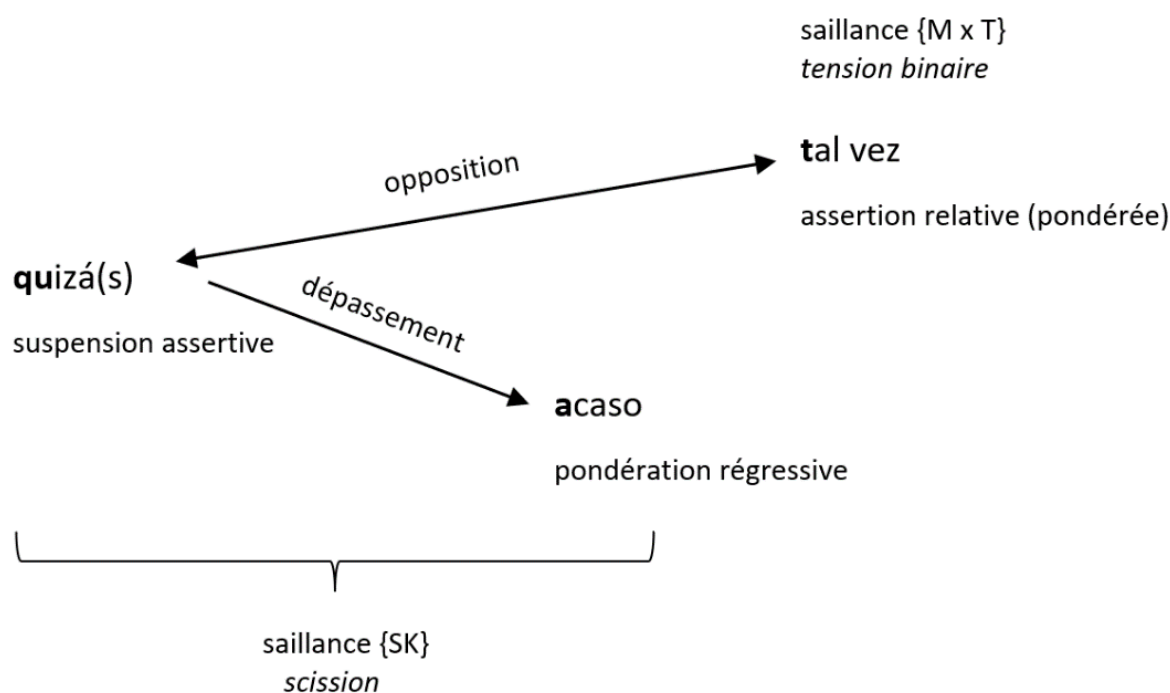 saillance {M x T}
tension binaire
tal vez
opposition
assertion relative (pondérée)
quizá(s)
dépassement
suspension assertive
acaso
pondération régressive
saillance {SK}
scission